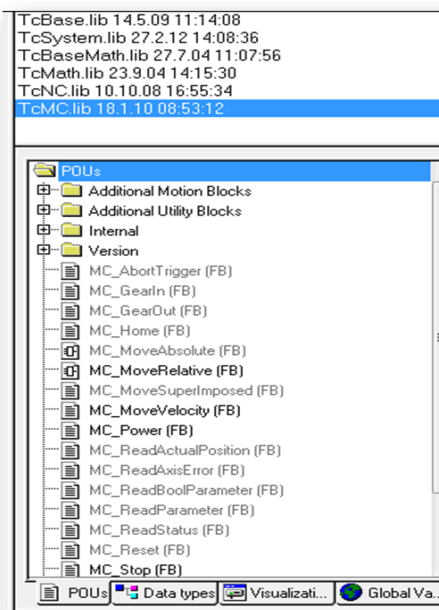 TcBase.lib 14.5.09 11:14:08
TcSystem.lib 27.2.12 14:08:36
TcBaseMath.lib 27.7.04 11:07:56
TcMath.lib 23.9.04 14:15:30
TcNC.lib 10.10.08 16:55:34
TcMC.lib 18.1.10 08:53:12
POUs
Additional Motion Blocks
Additional Utility Blocks
Internal
Version
MC_AbortTrigger (FB)
MC_GearIn (FB)
MC_GearOut (FB)
MC_Home (FB)
MC_MoveAbsolute (FB)
MC_MoveRelative (FB)
MC_MoveSuperImposed (FB)
MC_MoveVelocity (FB)
MC_Power (FB)
MC_ReadActualPosition (FB)
MC_ReadAxisError (FB)
MC_ReadBoolParameter (FB)
MC_ReadParameter (FB)
MC_ReadStatus (FB)
MC_Reset (FB)
MC_Stop (FB)
POUs Data types Visualizati... Global Va...